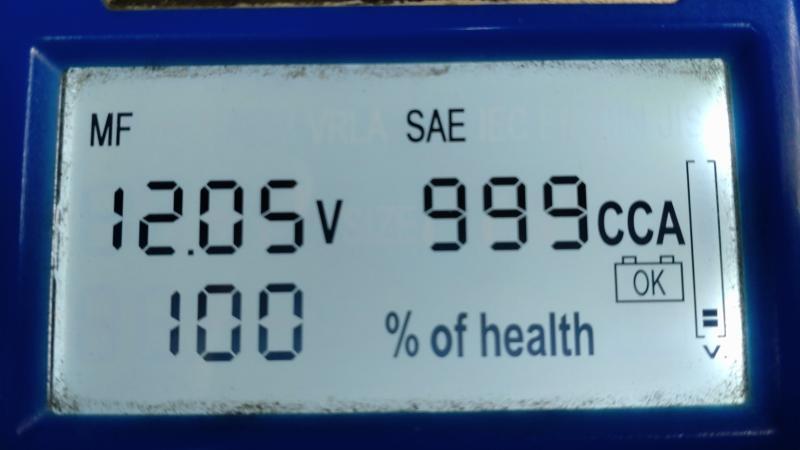 MF SAE
12.05 V 999 CCA
OK
100 % of health